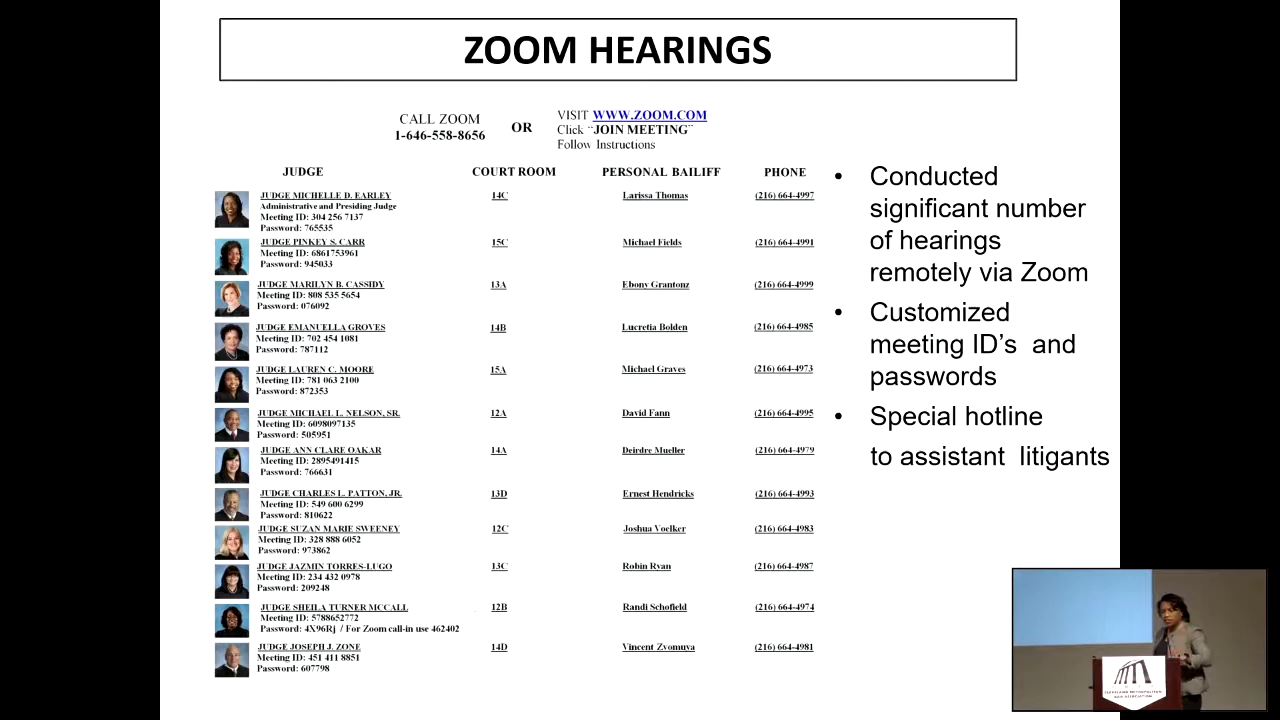 ZOOM HEARINGS
CALL ZOOM
1-646-558-8656
OR
VISIT WWW.ZOOM.COM
Click "JOIN MEETING"
Follow Instructions
JUDGE COURT ROOM PERSONAL BAILIFF PHONE
JUDGE MICHELLE D. EARLEY 14C Larissa Thomas (216) 664-4997
Administrative and Presiding Judge
Meeting ID: 304 256 7137
Password: 765535
JUDGE PINKEY S. CARR 15C Michael Fields (216) 664-4991
Meeting ID: 6861753961
Password: 945033
JUDGE MARILYN B. CASSIDY 13A Ebony Grantonz (216) 664-4999
Meeting ID: 808 535 5654
Password: 076092
JUDGE EMANUELLA GROVES 14B Lucretia Bolden (216) 664-4985
Meeting ID: 702 454 1081
Password: 787112
JUDGE LAUREN C. MOORE 15A Michael Graves (216) 664-4973
Meeting ID: 781 063 2100
Password: 872353
JUDGE MICHAEL L. NELSON, SR. 12A David Fann (216) 664-4995
Meeting ID: 6098097135
Password: 505951
JUDGE ANN CLARE OAKAR 14A Deirdre Mueller (216) 664-4979
Meeting ID: 2895491415
Password: 766631
JUDGE CHARLES L. PATTON, JR. 13D Ernest Hendricks (216) 664-4993
Meeting ID: 549 600 6299
Password: 810622
JUDGE SUZAN MARIE SWEENEY 12C Joshua Voelker (216) 664-4983
Meeting ID: 328 888 6052
Password: 973862
JUDGE JAZMIN TORRES-LUGO 13C Robin Ryan (216) 664-4987
Meeting ID: 234 432 0978
Password: 209248
JUDGE SHEILA TURNER MCCALL 12B Randi Schofield (216) 664-4974
Meeting ID: 5788652772
Password: 4X96Rj / For Zoom call-in use 462402
JUDGE JOSEPH J. ZONE 14D Vincent Zvomuya (216) 664-4981
Meeting ID: 451 411 8851
Password: 607798
• Conducted
significant number
of hearings
remotely via Zoom
• Customized
meeting ID's and
passwords
• Special hotline
to assistant litigants
CLEVELAND METROPOLITAN
BAR ASSOCIATION